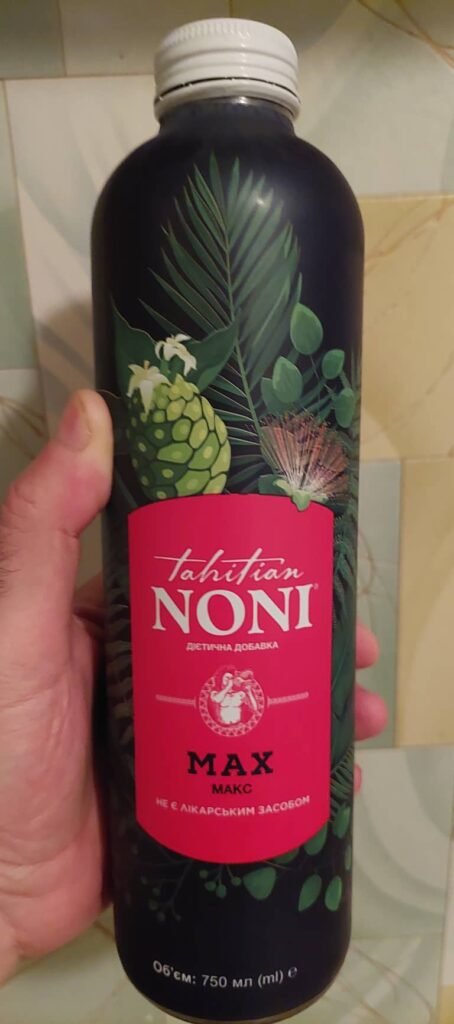 Tahitian
NONI®
ДІЄТИЧНА ДОБАВКА
MAX
МАКС
НЕ Є ЛІКАРСЬКИМ ЗАСОБОМ
Об'єм: 750 мл (ml) ℮